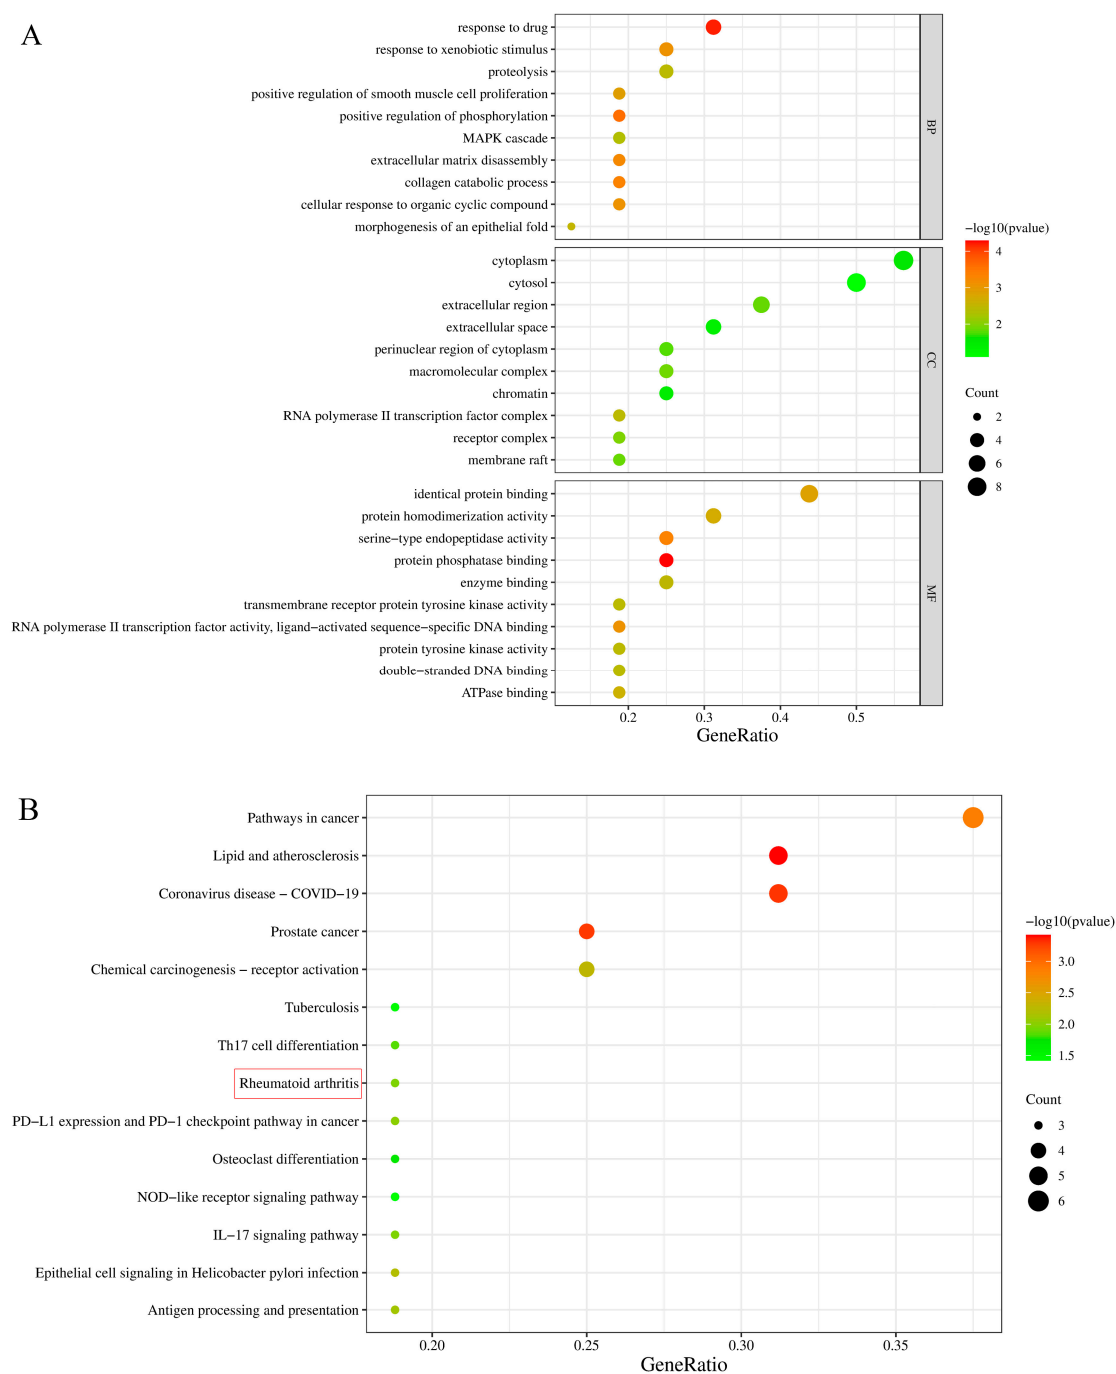 A
response to drug
response to xenobiotic stimulus
proteolysis
positive regulation of smooth muscle cell proliferation
positive regulation of phosphorylation
MAPK cascade
extracellular matrix disassembly
collagen catabolic process
cellular response to organic cyclic compound
morphogenesis of an epithelial fold
BP
cytoplasm
cytosol
extracellular region
extracellular space
perinuclear region of cytoplasm
macromolecular complex
chromatin
RNA polymerase II transcription factor complex
receptor complex
membrane raft
CC
identical protein binding
protein homodimerization activity
serine−type endopeptidase activity
protein phosphatase binding
enzyme binding
transmembrane receptor protein tyrosine kinase activity
RNA polymerase II transcription factor activity, ligand−activated sequence−specific DNA binding
protein tyrosine kinase activity
double−stranded DNA binding
ATPase binding
MF
0.2 0.3 0.4 0.5
GeneRatio
−log10(pvalue)
4
3
2
Count
2
4
6
8
B
Pathways in cancer
Lipid and atherosclerosis
Coronavirus disease − COVID−19
Prostate cancer
Chemical carcinogenesis − receptor activation
Tuberculosis
Th17 cell differentiation
Rheumatoid arthritis
PD−L1 expression and PD−1 checkpoint pathway in cancer
Osteoclast differentiation
NOD−like receptor signaling pathway
IL−17 signaling pathway
Epithelial cell signaling in Helicobacter pylori infection
Antigen processing and presentation
0.20 0.25 0.30 0.35
GeneRatio
−log10(pvalue)
3.0
2.5
2.0
1.5
Count
3
4
5
6